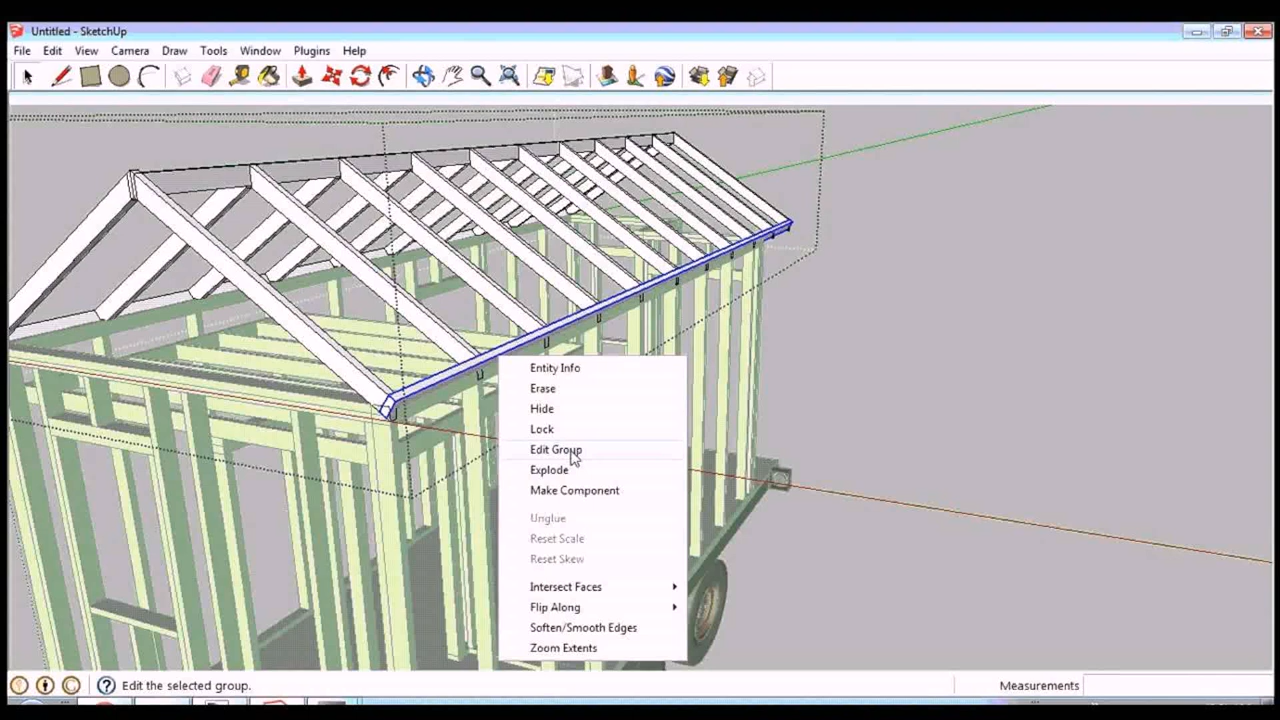 Untitled - SketchUp
File Edit View Camera Draw Tools Window Plugins Help
Entity Info
Erase
Hide
Lock
Edit Group
Explode
Make Component
Unglue
Reset Scale
Reset Skew
Intersect Faces
Flip Along
Soften/Smooth Edges
Zoom Extents
Edit the selected group.
Measurements